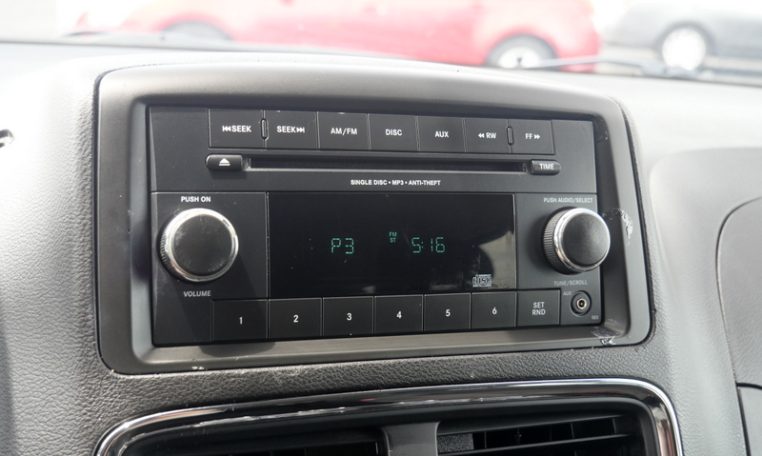 SEEK SEEK AM/FM DISC AUX RW FF
TIME
SINGLE DISC • MP3 • ANTI-THEFT
PUSH ON
PUSH AUDIO/SELECT
FM
ST
P3 5:16
VOLUME
TUNE/SCROLL
AUX
1 2 3 4 5 6 SET
RND